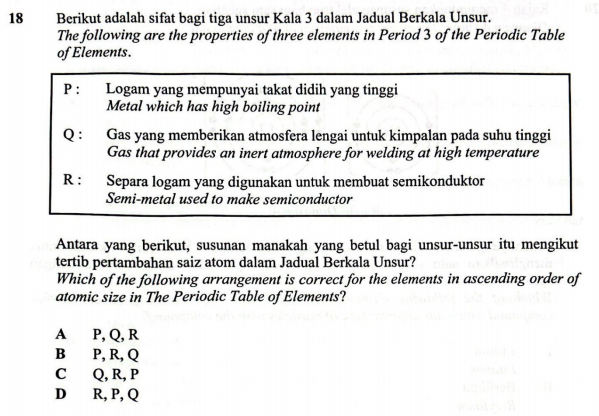 18 Berikut adalah sifat bagi tiga unsur Kala 3 dalam Jadual Berkala Unsur.
The following are the properties of three elements in Period 3 of the Periodic Table
of Elements.
P : Logam yang mempunyai takat didih yang tinggi
Metal which has high boiling point
Q : Gas yang memberikan atmosfera lengai untuk kimpalan pada suhu tinggi
Gas that provides an inert atmosphere for welding at high temperature
R : Separa logam yang digunakan untuk membuat semikonduktor
Semi-metal used to make semiconductor
Antara yang berikut, susunan manakah yang betul bagi unsur-unsur itu mengikut
tertib pertambahan saiz atom dalam Jadual Berkala Unsur?
Which of the following arrangement is correct for the elements in ascending order of
atomic size in The Periodic Table of Elements?
A P, Q, R
B P, R, Q
C Q, R, P
D R, P, Q